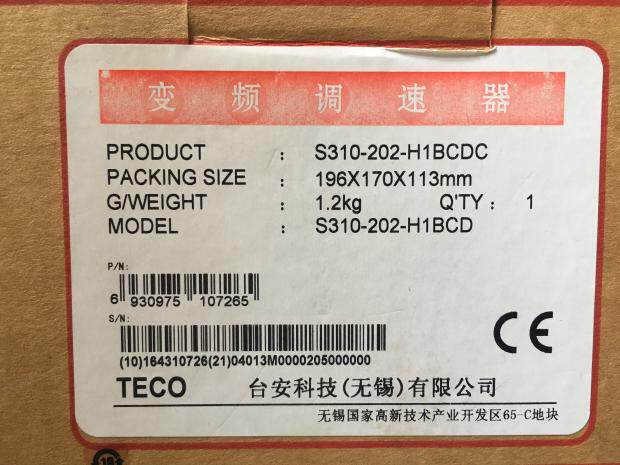 变频调速器
PRODUCT : S310-202-H1BCDC
PACKING SIZE : 196X170X113mm
G/WEIGHT : 1.2kg Q'TY : 1
MODEL : S310-202-H1BCD
P/N:
6 930975 107265
S/N:
(10)164310726(21)04013M0000205000000
CE
TECO 台安科技(无锡)有限公司
无锡国家高新技术产业开发区65-C地块